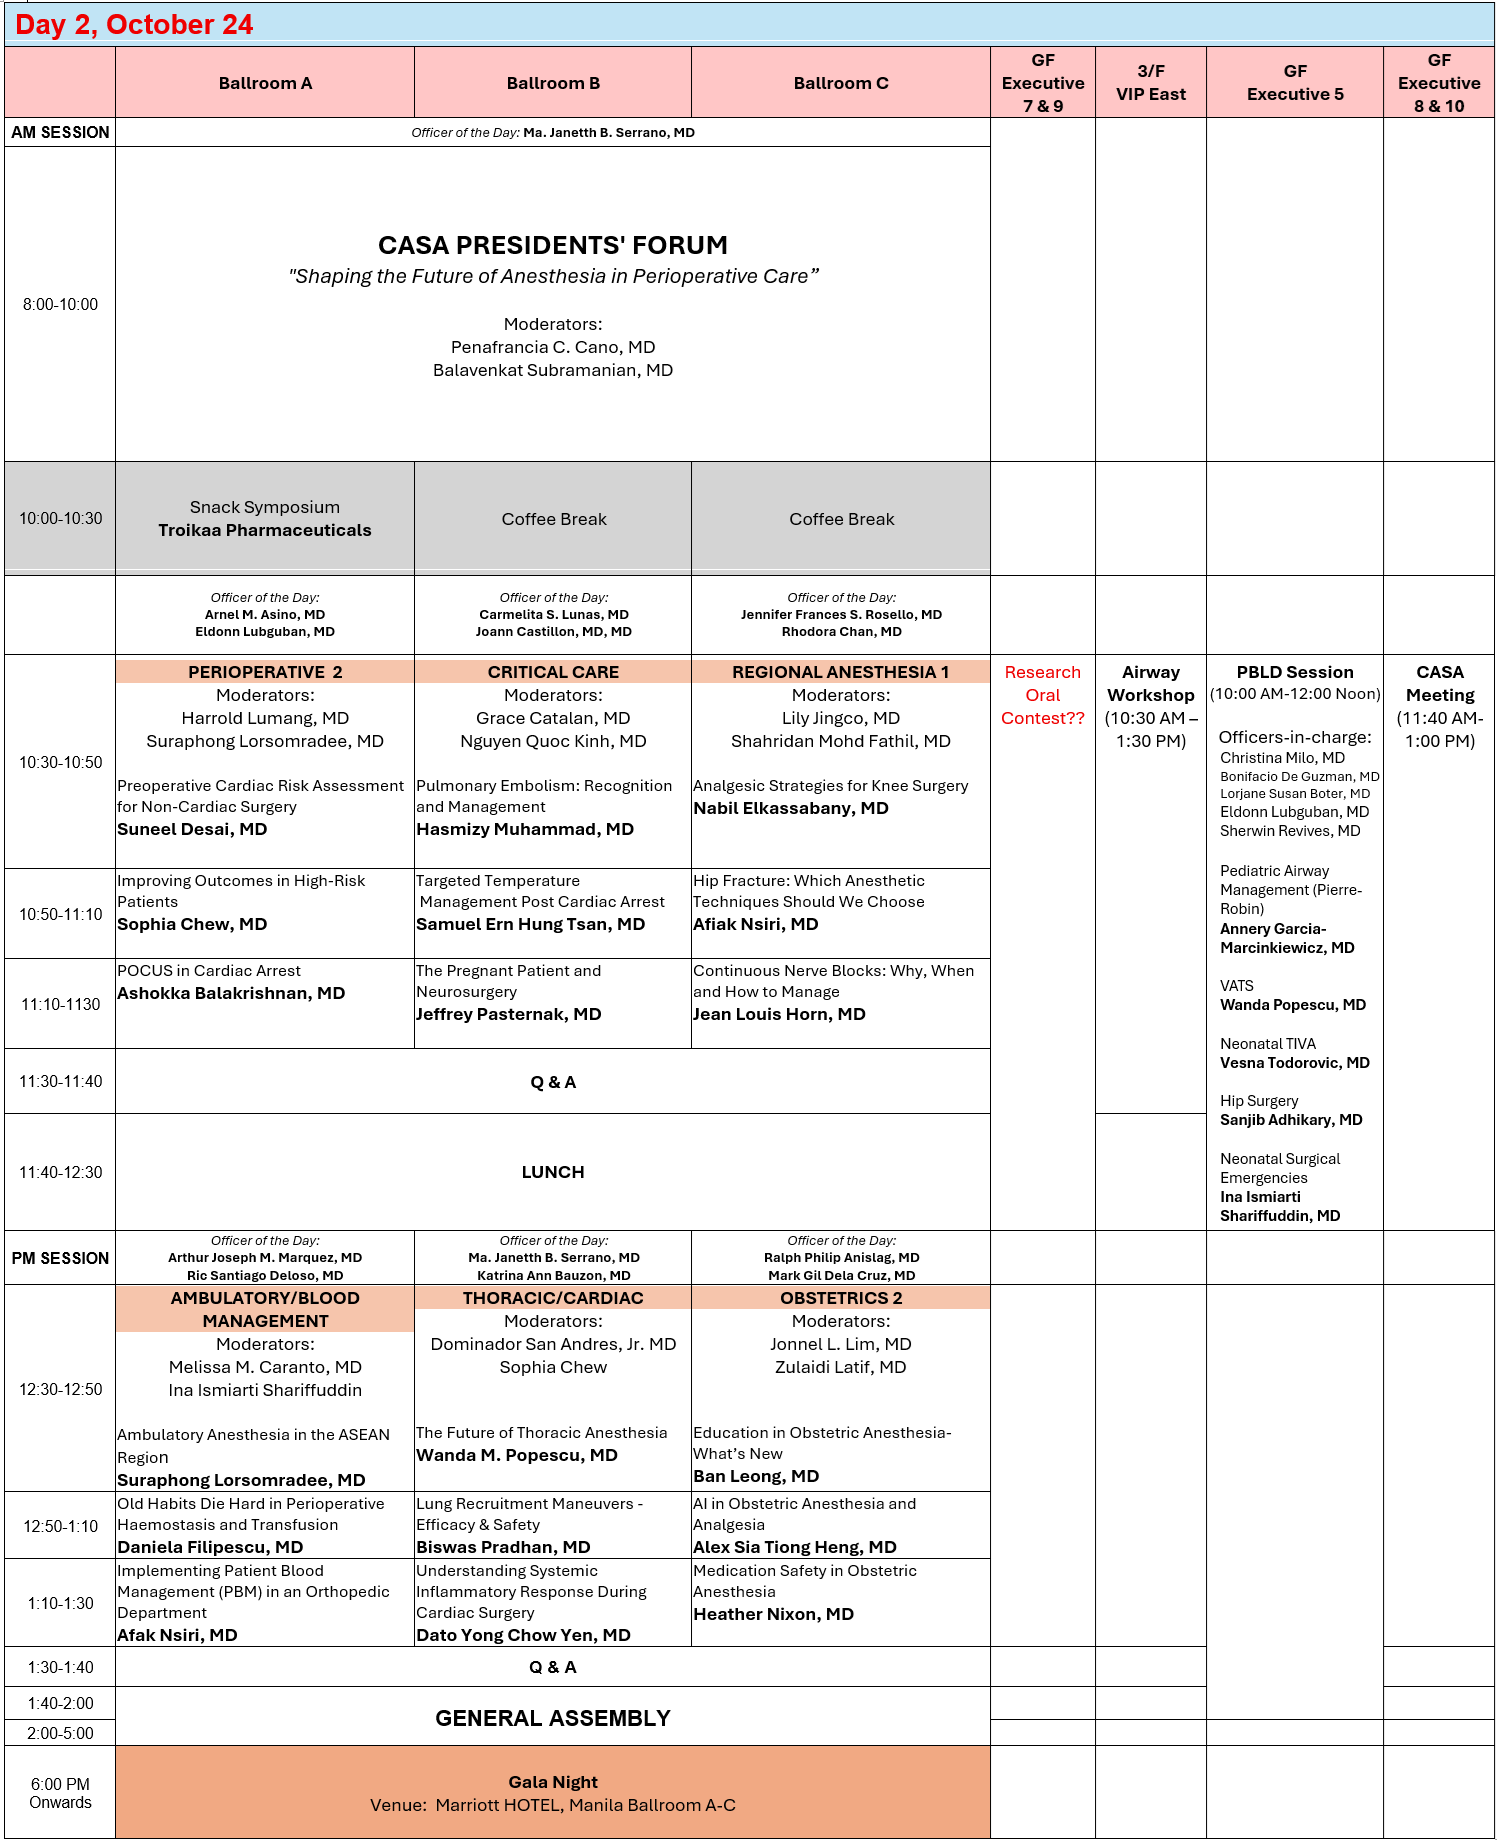 Day 2, October 24
Ballroom A
Ballroom B
Ballroom C
GF
Executive
7 & 9
3/F
VIP East
GF
Executive 5
GF
Executive
8 & 10
AM SESSION
Officer of the Day: Ma. Janetth B. Serrano, MD
8:00-10:00
CASA PRESIDENTS' FORUM
"Shaping the Future of Anesthesia in Perioperative Care”
Moderators:
Penafrancia C. Cano, MD
Balavenkat Subramanian, MD
10:00-10:30
Snack Symposium
Troikaa Pharmaceuticals
Coffee Break
Coffee Break
Officer of the Day:
Arnel M. Asino, MD
Eldonn Lubguban, MD
Officer of the Day:
Carmelita S. Lunas, MD
Joann Castillon, MD, MD
Officer of the Day:
Jennifer Frances S. Rosello, MD
Rhodora Chan, MD
10:30-10:50
PERIOPERATIVE  2
Moderators:
Harrold Lumang, MD
Suraphong Lorsomradee, MD
Preoperative Cardiac Risk Assessment
for Non-Cardiac Surgery
Suneel Desai, MD
CRITICAL CARE
Moderators:
Grace Catalan, MD
Nguyen Quoc Kinh, MD
Pulmonary Embolism: Recognition
and Management
Hasmizy Muhammad, MD
REGIONAL ANESTHESIA 1
Moderators:
Lily Jingco, MD
Shahridan Mohd Fathil, MD
Analgesic Strategies for Knee Surgery
Nabil Elkassabany, MD
Research
Oral
Contest??
Airway
Workshop
(10:30 AM –
1:30 PM)
PBLD Session
(10:00 AM-12:00 Noon)
Officers-in-charge:
Christina Milo, MD
Bonifacio De Guzman, MD
Lorjane Susan Boter, MD
Eldonn Lubguban, MD
Sherwin Revives, MD
Pediatric Airway
Management (Pierre-
Robin)
Annery Garcia-
Marcinkiewicz, MD
VATS
Wanda Popescu, MD
Neonatal TIVA
Vesna Todorovic, MD
Hip Surgery
Sanjib Adhikary, MD
Neonatal Surgical
Emergencies
Ina Ismiarti
Shariffuddin, MD
CASA
Meeting
(11:40 AM-
1:00 PM)
10:50-11:10
Improving Outcomes in High-Risk
Patients
Sophia Chew, MD
Targeted Temperature
Management Post Cardiac Arrest
Samuel Ern Hung Tsan, MD
Hip Fracture: Which Anesthetic
Techniques Should We Choose
Afiak Nsiri, MD
11:10-1130
POCUS in Cardiac Arrest
Ashokka Balakrishnan, MD
The Pregnant Patient and
Neurosurgery
Jeffrey Pasternak, MD
Continuous Nerve Blocks: Why, When
and How to Manage
Jean Louis Horn, MD
11:30-11:40
Q & A
11:40-12:30
LUNCH
PM SESSION
Officer of the Day:
Arthur Joseph M. Marquez, MD
Ric Santiago Deloso, MD
Officer of the Day:
Ma. Janetth B. Serrano, MD
Katrina Ann Bauzon, MD
Officer of the Day:
Ralph Philip Anislag, MD
Mark Gil Dela Cruz, MD
12:30-12:50
AMBULATORY/BLOOD
MANAGEMENT
Moderators:
Melissa M. Caranto, MD
Ina Ismiarti Shariffuddin
Ambulatory Anesthesia in the ASEAN
Region
Suraphong Lorsomradee, MD
THORACIC/CARDIAC
Moderators:
Dominador San Andres, Jr. MD
Sophia Chew
The Future of Thoracic Anesthesia
Wanda M. Popescu, MD
OBSTETRICS 2
Moderators:
Jonnel L. Lim, MD
Zulaidi Latif, MD
Education in Obstetric Anesthesia-
What’s New
Ban Leong, MD
12:50-1:10
Old Habits Die Hard in Perioperative
Haemostasis and Transfusion
Daniela Filipescu, MD
Lung Recruitment Maneuvers -
Efficacy & Safety
Biswas Pradhan, MD
AI in Obstetric Anesthesia and
Analgesia
Alex Sia Tiong Heng, MD
1:10-1:30
Implementing Patient Blood
Management (PBM) in an Orthopedic
Department
Afak Nsiri, MD
Understanding Systemic
Inflammatory Response During
Cardiac Surgery
Dato Yong Chow Yen, MD
Medication Safety in Obstetric
Anesthesia
Heather Nixon, MD
1:30-1:40
Q & A
1:40-2:00
2:00-5:00
GENERAL ASSEMBLY
6:00 PM
Onwards
Gala Night
Venue:  Marriott HOTEL, Manila Ballroom A-C